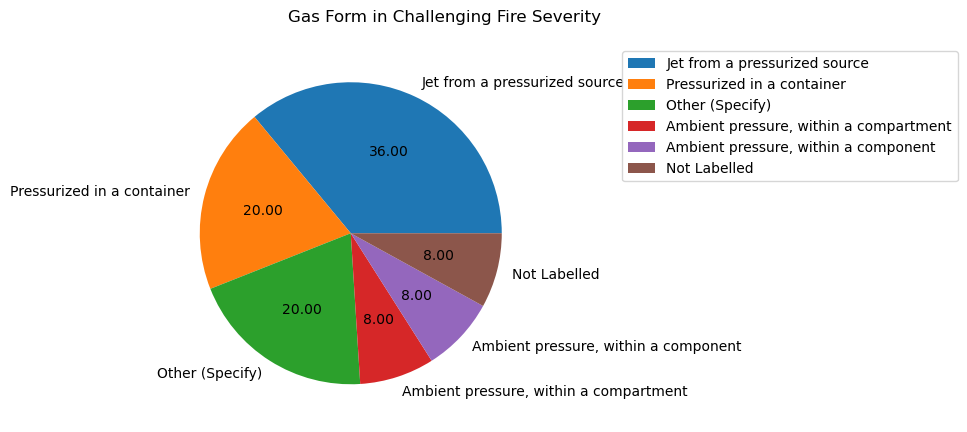 Gas Form in Challenging Fire Severity
Jet from a pressurized source
Pressurized in a container
Other (Specify)
Ambient pressure, within a compartment
Ambient pressure, within a component
Not Labelled
Jet from a pressurized source
36.00
Pressurized in a container
20.00
8.00
Not Labelled
8.00
20.00
8.00
Ambient pressure, within a component
Other (Specify)
Ambient pressure, within a compartment